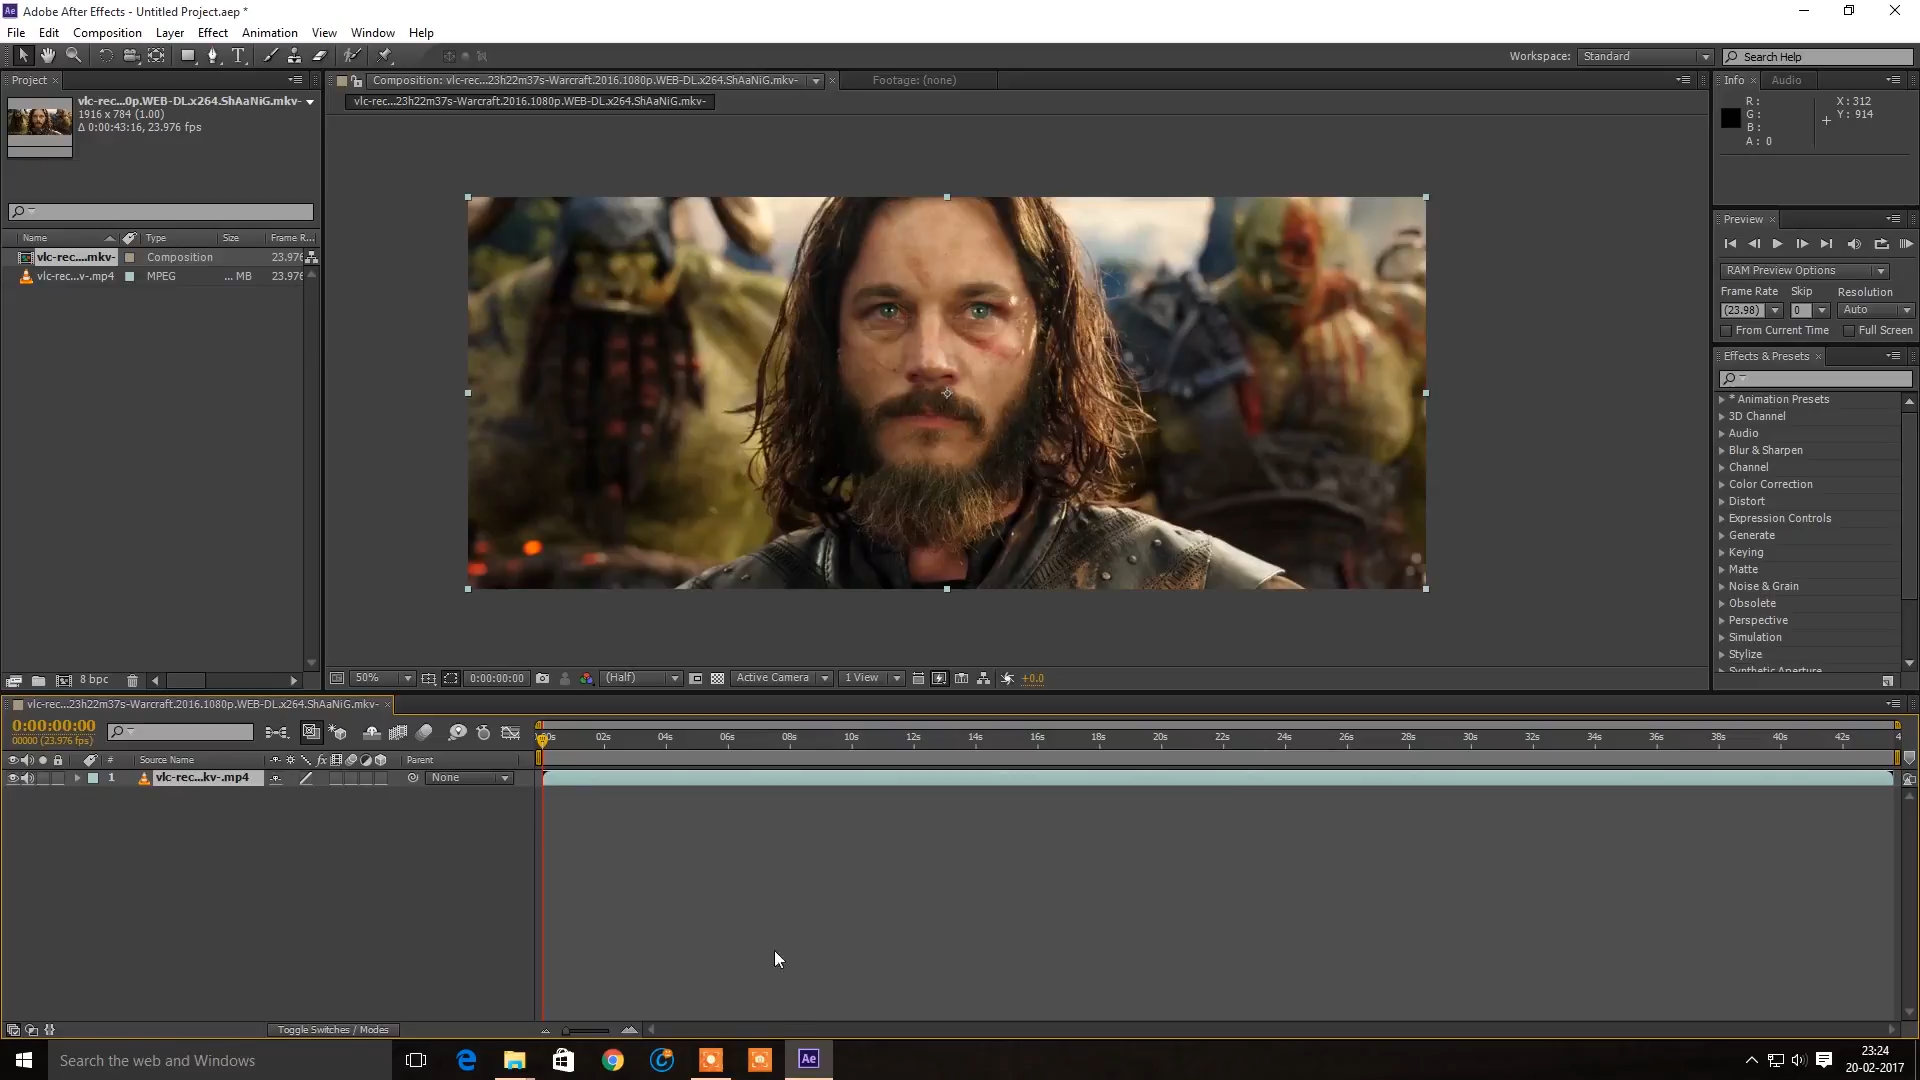 Ae Adobe After Effects - Untitled Project.aep *
File Edit Composition Layer Effect Animation View Window Help
Workspace: Standard Search Help
Project
vlc-rec...0p.WEB-DL.x264.ShAaNiG.mkv-
1916 x 784 (1.00)
Δ 0:00:43:16, 23.976 fps
Name Type Size Frame R...
vlc-rec....mkv- Composition 23.976
vlc-rec...v-.mp4 MPEG ... MB 23.976
8 bpc
Composition: vlc-rec...23h22m37s-Warcraft.2016.1080p.WEB-DL.x264.ShAaNiG.mkv-
Footage: (none)
vlc-rec...23h22m37s-Warcraft.2016.1080p.WEB-DL.x264.ShAaNiG.mkv-
50% 0:00:00:00 (Half) Active Camera 1 View +0.0
Info Audio
R:
G:
B:
A: 0
X: 312
Y: 914
Preview
RAM Preview Options
Frame Rate Skip Resolution
(23.98) 0 Auto
From Current Time Full Screen
Effects & Presets
* Animation Presets
3D Channel
Audio
Blur & Sharpen
Channel
Color Correction
Distort
Expression Controls
Generate
Keying
Matte
Noise & Grain
Obsolete
Perspective
Simulation
Stylize
Synthetic Aperture
vlc-rec...23h22m37s-Warcraft.2016.1080p.WEB-DL.x264.ShAaNiG.mkv-
0:00:00:00
00000 (23.976 fps)
02s 04s 06s 08s 10s 12s 14s 16s 18s 20s 22s 24s 26s 28s 30s 32s 34s 36s 38s 40s 42s 4
# Source Name fx Parent
1 vlc-rec...kv-.mp4 None
Toggle Switches / Modes
Search the web and Windows
Ae
23:24
20-02-2017